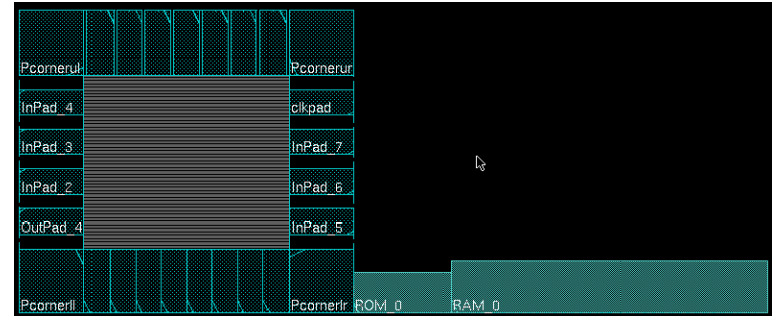 Pcornerul
Pcornerur
InPad_4
clkpad
InPad_3
InPad_7
InPad_2
InPad_6
OutPad_4
InPad_5
Pcornerll
Pcornerlr
ROM_0
RAM_0